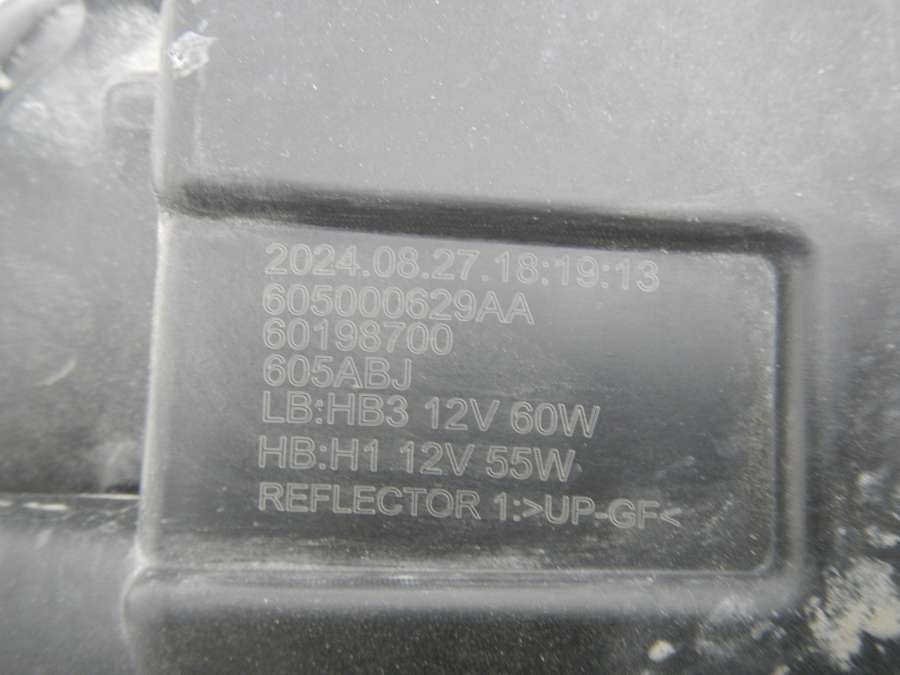 2024.08.27.18:19:13
605000629AA
60198700
605ABJ
LB:HB3 12V 60W
HB:H1 12V 55W
REFLECTOR 1:>UP-GF<